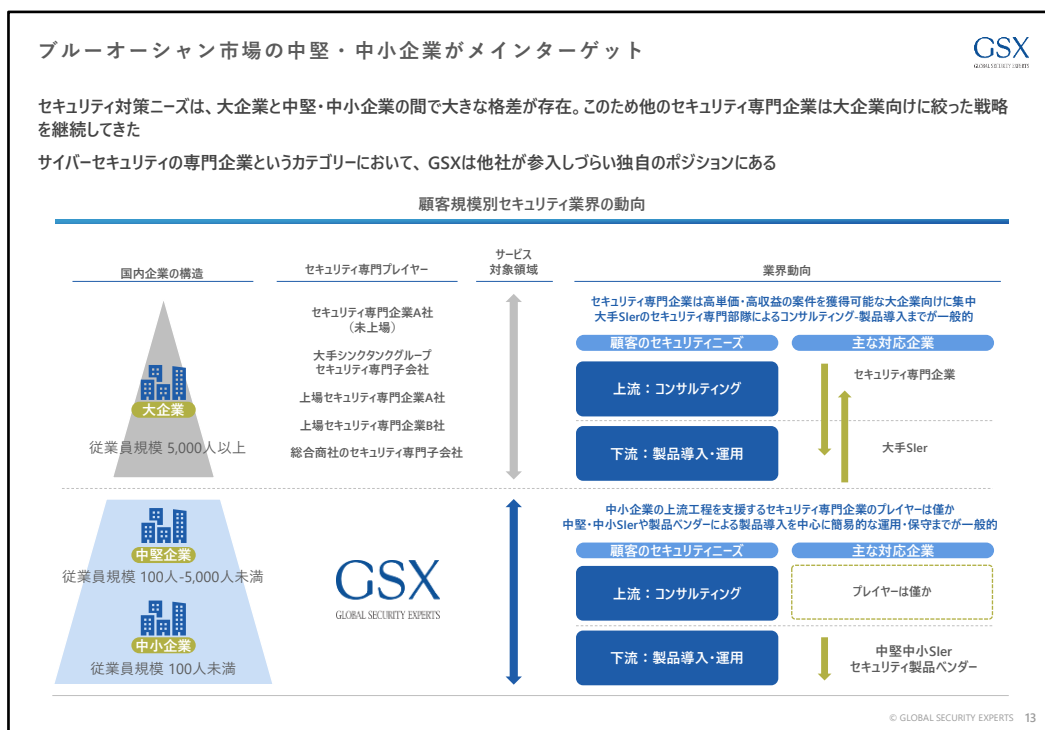 ブルーオーシャン市場の中堅・中小企業がメインターゲット
GSX
GLOBAL SECURITY EXPERTS
セキュリティ対策ニーズは、大企業と中堅・中小企業の間で大きな格差が存在。このため他のセキュリティ専門企業は大企業向けに絞った戦略
を継続してきた
サイバーセキュリティの専門企業というカテゴリーにおいて、GSXは他社が参入しづらい独自のポジションにある
顧客規模別セキュリティ業界の動向
国内企業の構造
セキュリティ専門プレイヤー
サービス
対象領域
業界動向
大企業
従業員規模 5,000人以上
セキュリティ専門企業A社
(未上場)
大手シンクタンクグループ
セキュリティ専門子会社
上場セキュリティ専門企業A社
上場セキュリティ専門企業B社
総合商社のセキュリティ専門子会社
セキュリティ専門企業は高単価・高収益の案件を獲得可能な大企業向けに集中
大手SIerのセキュリティ専門部隊によるコンサルティング-製品導入までが一般的
顧客のセキュリティニーズ
主な対応企業
上流：コンサルティング
セキュリティ専門企業
下流：製品導入・運用
大手SIer
中堅企業
従業員規模 100人-5,000人未満
中小企業
従業員規模 100人未満
GSX
GLOBAL SECURITY EXPERTS
中小企業の上流工程を支援するセキュリティ専門企業のプレイヤーは僅か
中堅・中小SIerや製品ベンダーによる製品導入を中心に簡易的な運用・保守までが一般的
顧客のセキュリティニーズ
主な対応企業
上流：コンサルティング
プレイヤーは僅か
下流：製品導入・運用
中堅中小SIer
セキュリティ製品ベンダー
© GLOBAL SECURITY EXPERTS 13